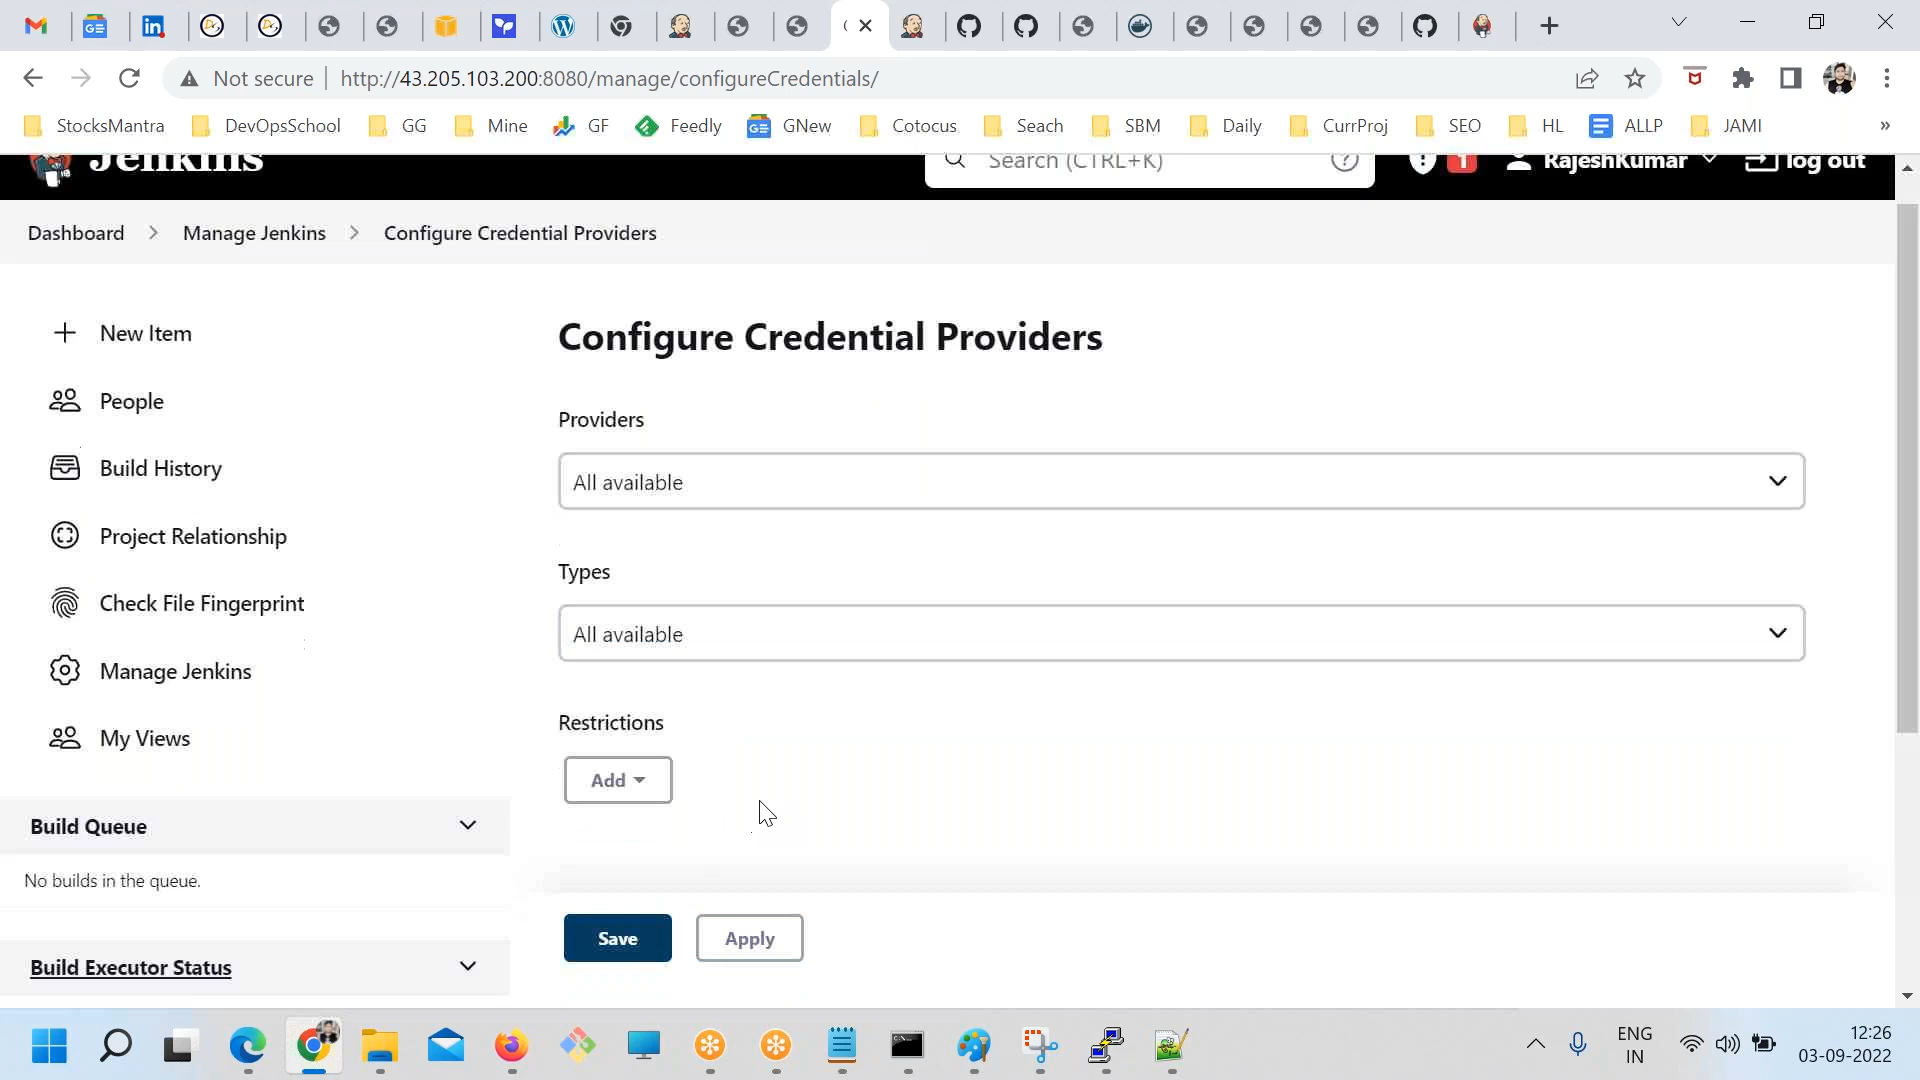 Not secure
http://43.205.103.200:8080/manage/configureCredentials/
StocksMantra
DevOpsSchool
GG
Mine
GF
Feedly
GNew
Cotocus
Seach
SBM
Daily
CurrProj
SEO
HL
ALLP
JAMI
»
Jenkins
Search (CTRL+K)
1
RajeshKumar
log out
Dashboard
Manage Jenkins
Configure Credential Providers
New Item
People
Build History
Project Relationship
Check File Fingerprint
Manage Jenkins
My Views
Build Queue
No builds in the queue.
Build Executor Status
Configure Credential Providers
Providers
All available
Types
All available
Restrictions
Add
Save
Apply
ENG
IN
12:26
03-09-2022